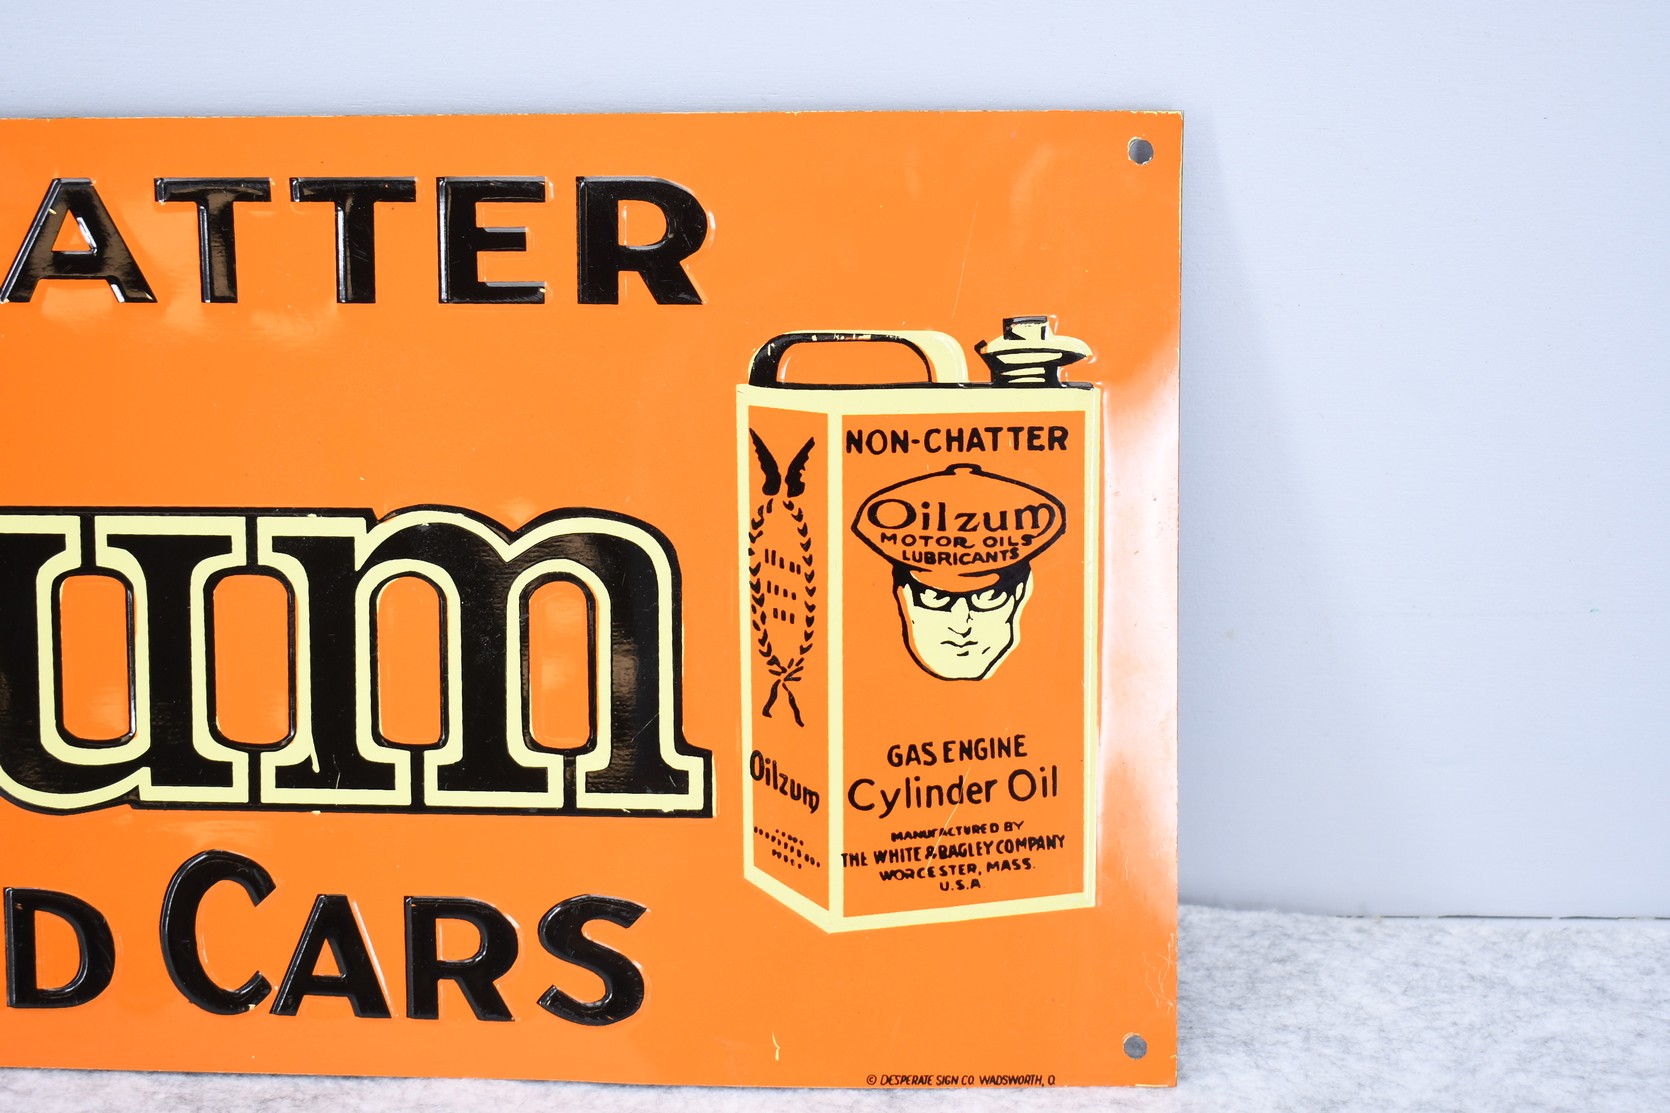 ATTER
um
D CARS
NON-CHATTER
Oilzum
MOTOR OILS
LUBRICANTS
GAS ENGINE
Cylinder Oil
MANUFACTURED BY
THE WHITE & BAGLEY COMPANY
WORCESTER, MASS.
U.S.A.
Oilzum
© DESPERATE SIGN CO. WADSWORTH, O.